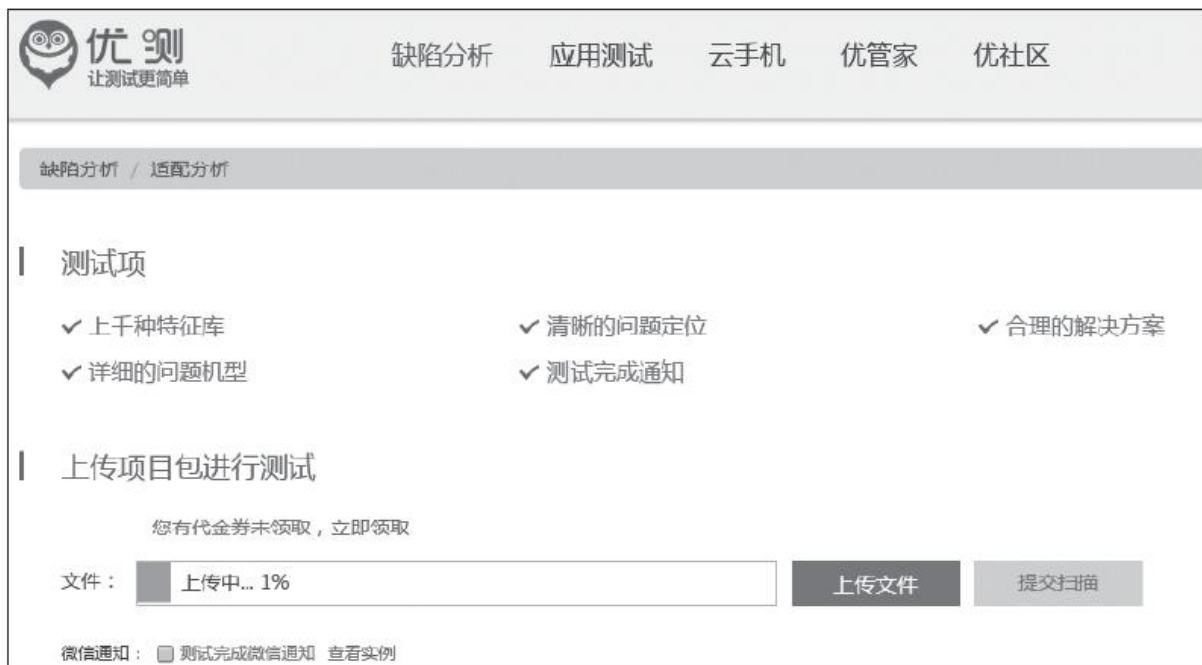 优测
让测试更简单
缺陷分析 应用测试 云手机 优管家 优社区
缺陷分析 / 适配分析
测试项
上千种特征库 清晰的问题定位 合理的解决方案
详细的问题机型 测试完成通知
上传项目包进行测试
您有代金券未领取，立即领取
文件： 上传中... 1% 上传文件 提交扫描
微信通知： 测试完成微信通知 查看实例